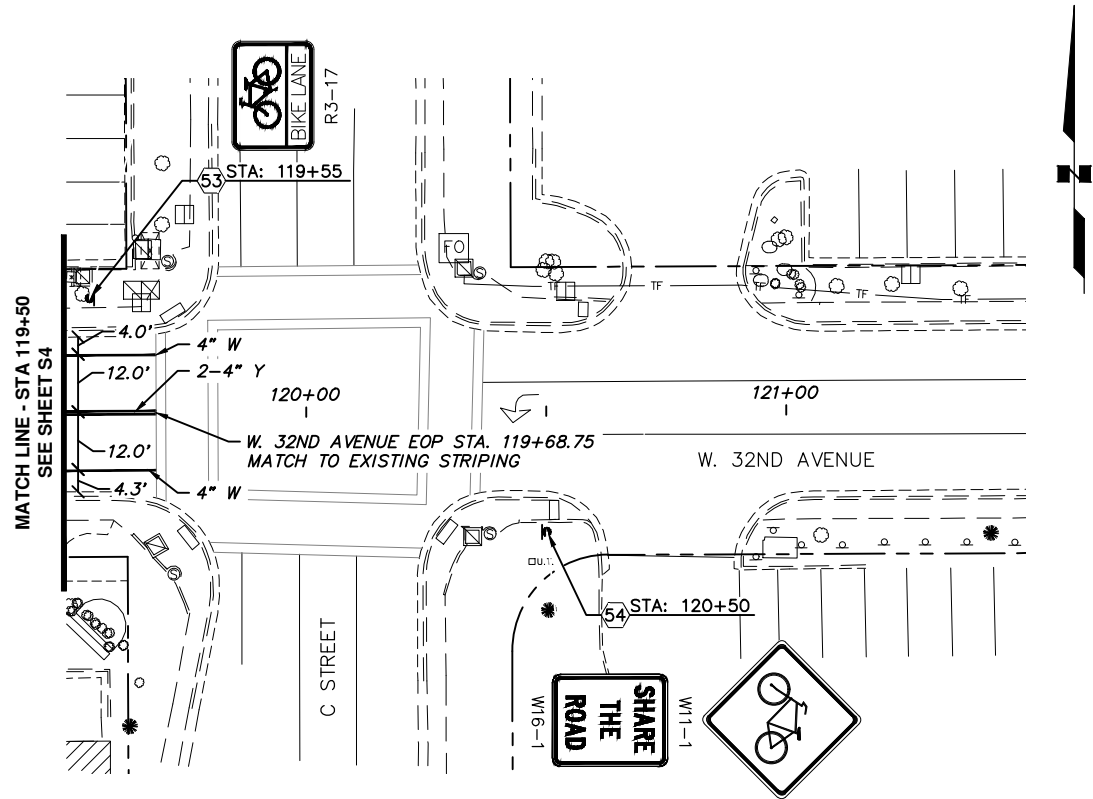 BIKE LANE
R3-17
53
STA: 119+55
MATCH LINE - STA 119+50
SEE SHEET S4
N
4.0'
4" W
12.0'
2-4" Y
120+00
121+00
12.0'
W. 32ND AVENUE EOP STA. 119+68.75
MATCH TO EXISTING STRIPING
W. 32ND AVENUE
4.3'
4" W
S
S
S
S
TF
TF
TF
TF
TF
U.T.
54
STA: 120+50
C STREET
W16-1
SHARE
THE
ROAD
W11-1